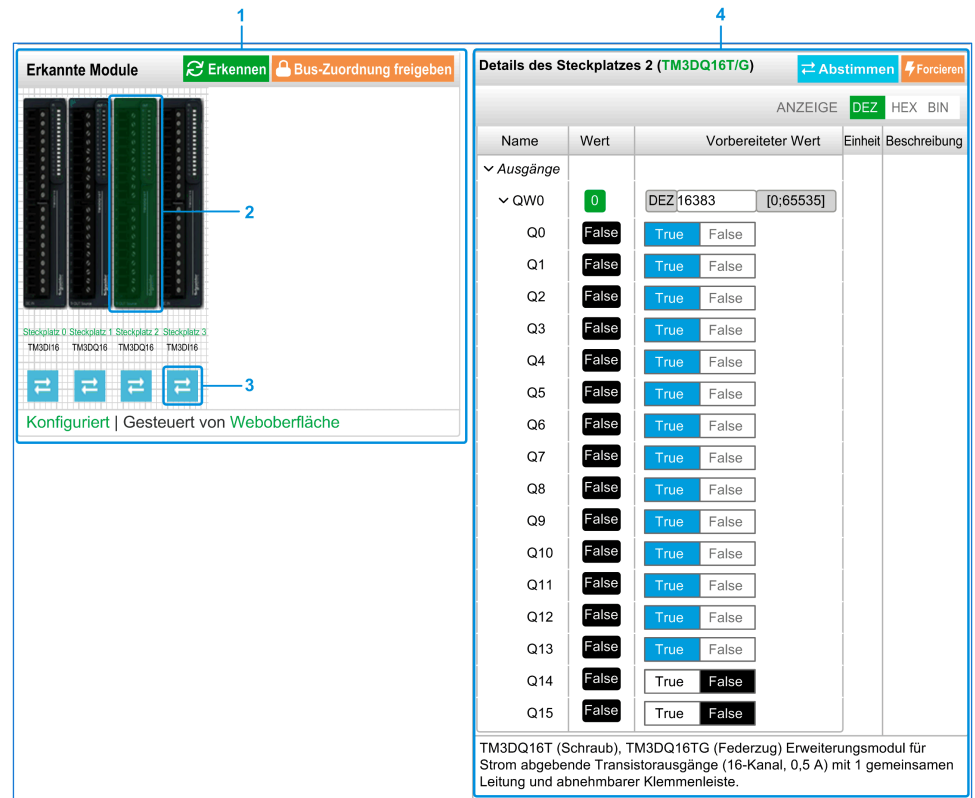 1
4
Erkannte Module
Erkennen
Bus-Zuordnung freigeben
2
Steckplatz 0 Steckplatz 1 Steckplatz 2 Steckplatz 3
TM3DI16 TM3DQ16 TM3DQ16 TM3DI16
3
Konfiguriert | Gesteuert von Weboberfläche
Details des Steckplatzes 2 (TM3DQ16T/G)
Abstimmen
Forcieren
ANZEIGE DEZ HEX BIN
Name Wert Vorbereiteter Wert Einheit Beschreibung
Ausgänge
QW0 0 DEZ 16383 [0;65535]
Q0 False True False
Q1 False True False
Q2 False True False
Q3 False True False
Q4 False True False
Q5 False True False
Q6 False True False
Q7 False True False
Q8 False True False
Q9 False True False
Q10 False True False
Q11 False True False
Q12 False True False
Q13 False True False
Q14 False True False
Q15 False True False
TM3DQ16T (Schraub), TM3DQ16TG (Federzug) Erweiterungsmodul für
Strom abgebende Transistorausgänge (16-Kanal, 0,5 A) mit 1 gemeinsamen
Leitung und abnehmbarer Klemmenleiste.